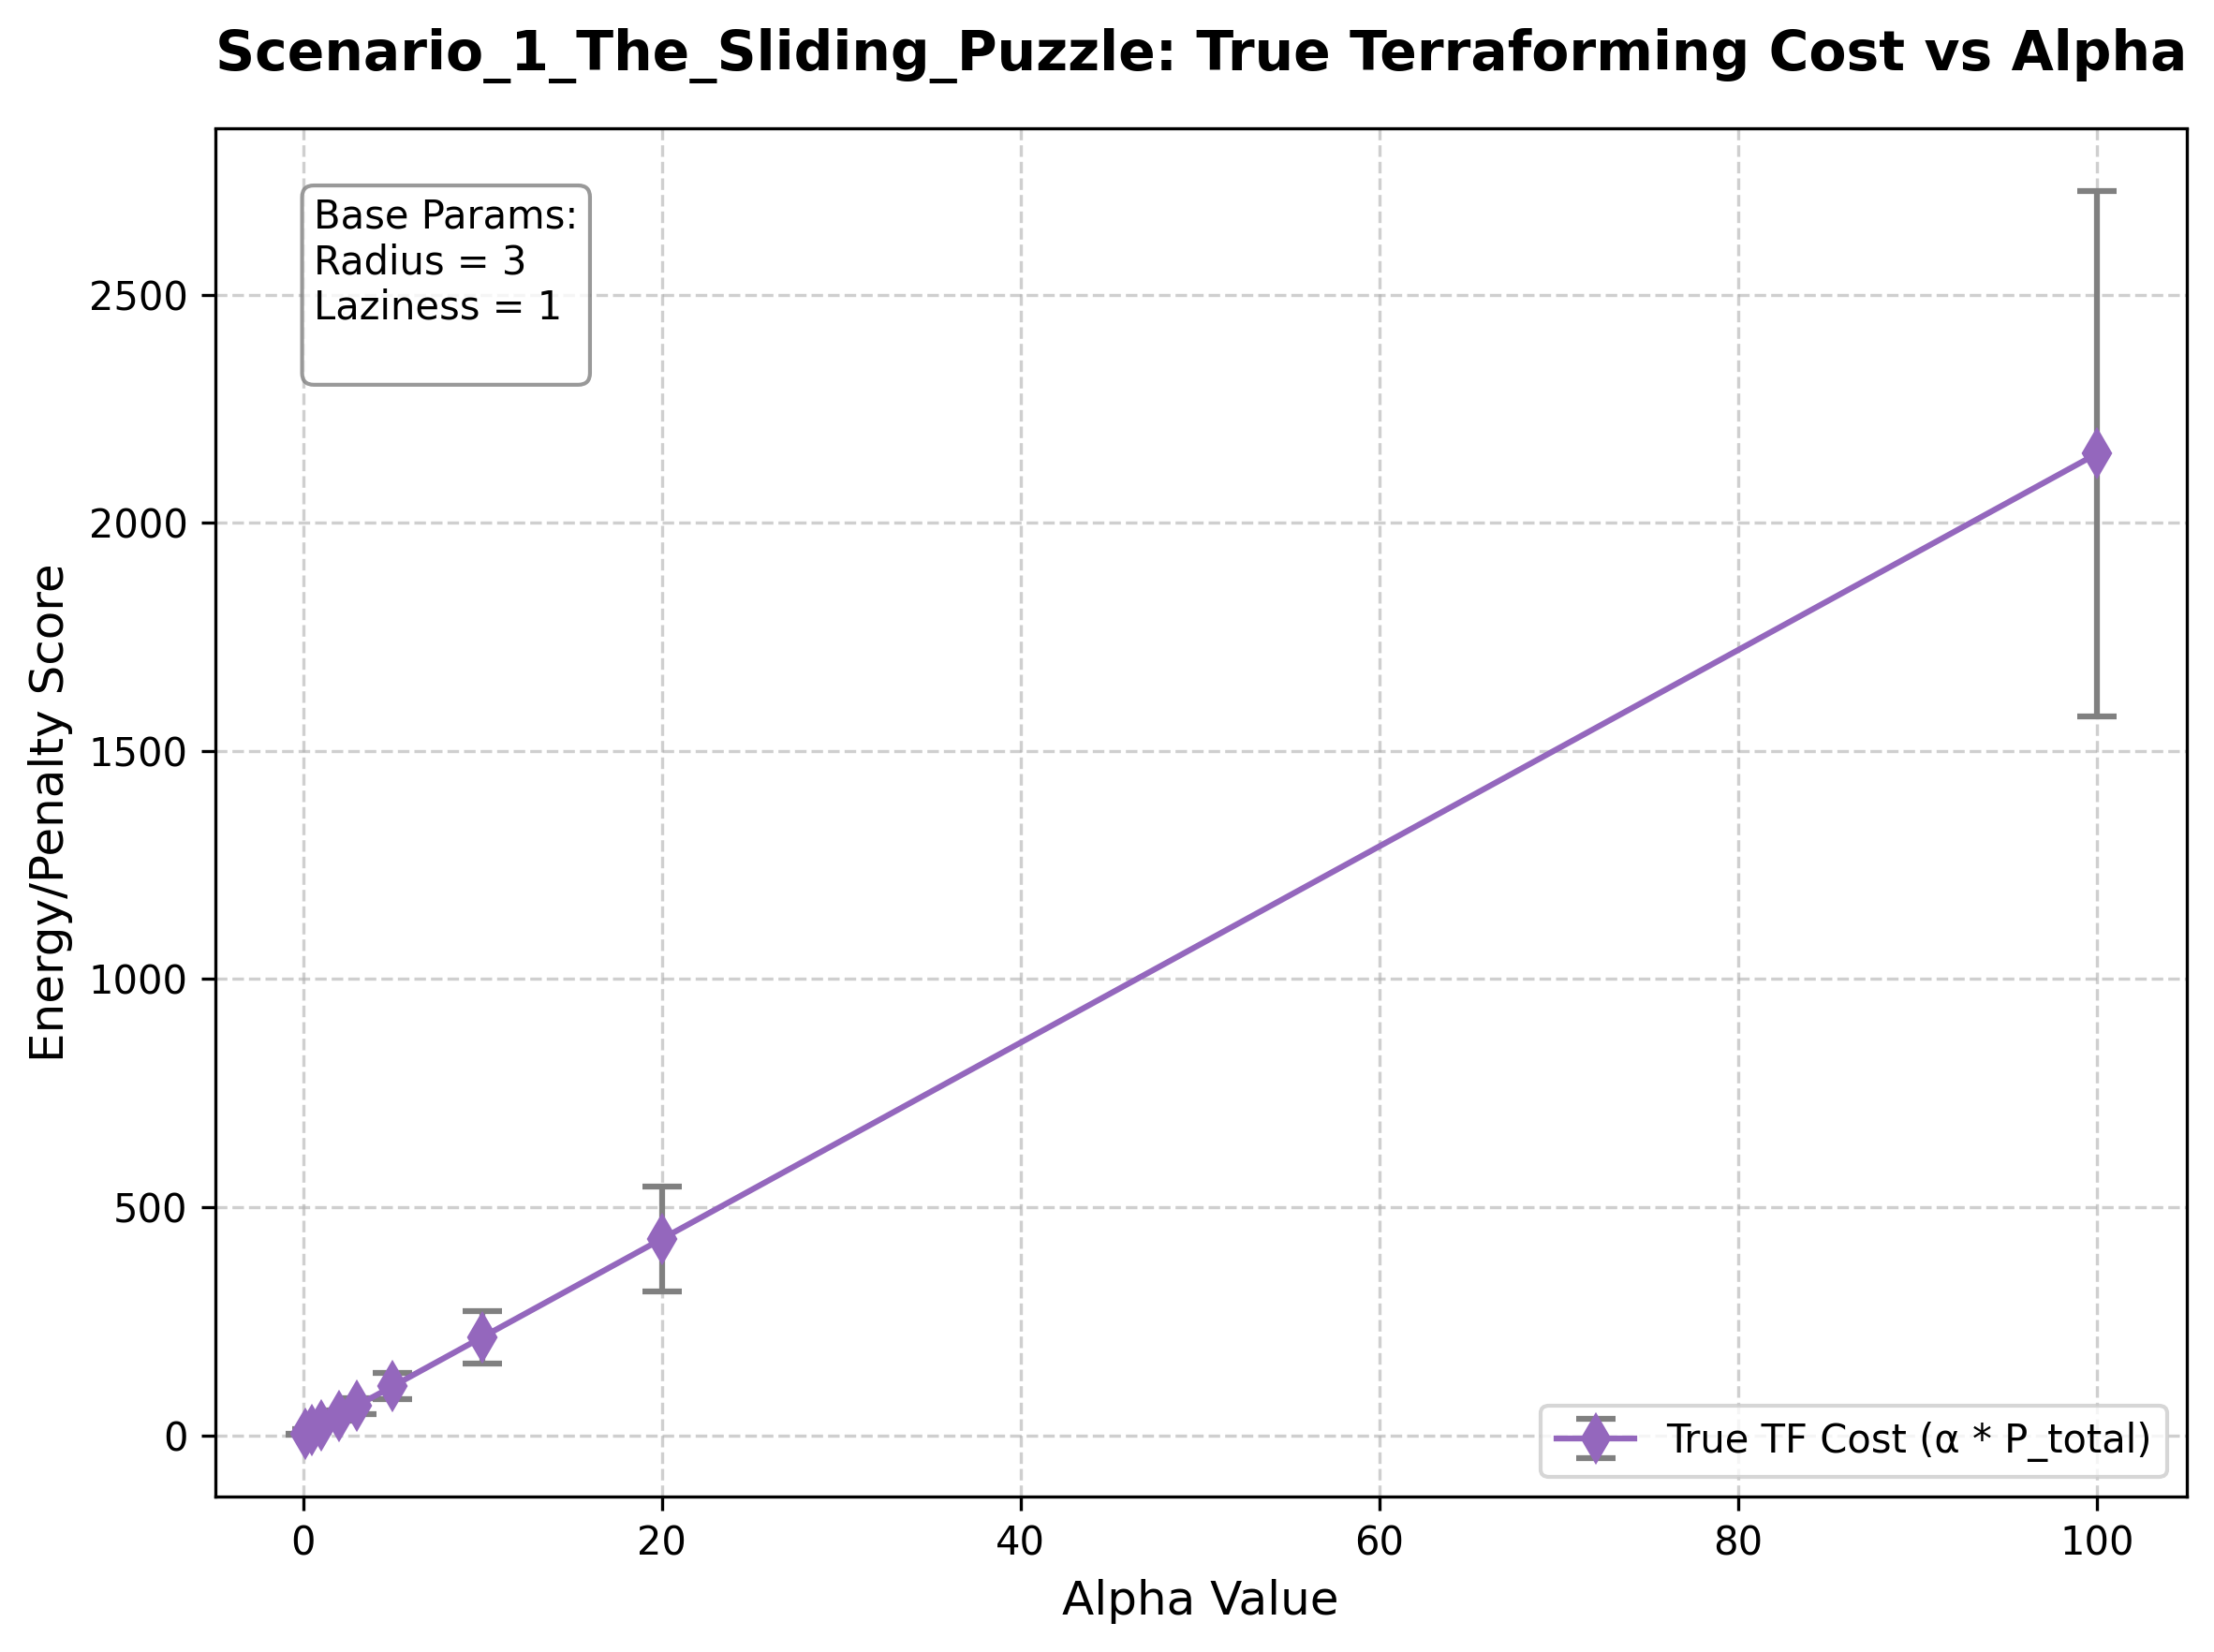 Scenario_1_The_Sliding_Puzzle: True Terraforming Cost vs Alpha
Base Params:
Radius = 3
Laziness = 1
2500
2000
1500
1000
500
0
Energy/Penalty Score
True TF Cost (α * P_total)
0 20 40 60 80 100
Alpha Value